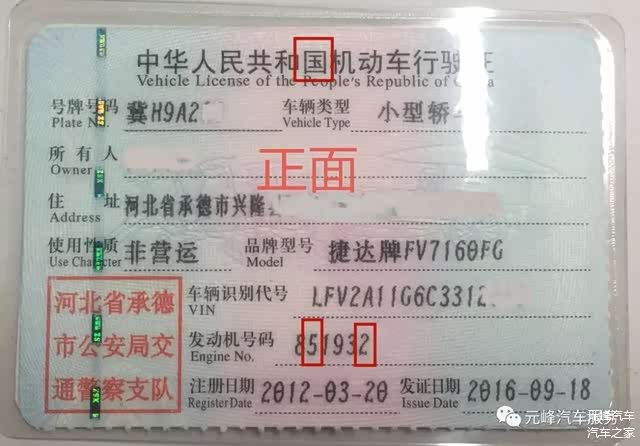 中华人民共和国机动车行驶证
Vehicle License of the People's Republic of China
号牌号码 冀H9A2 车辆类型 小型轿
Plate No. Vehicle Type
所有人
Owner
正面
住址 河北省承德市兴隆
Address
使用性质 非营运 品牌型号 捷达牌FV7160FG
Use Character Model
河北省承德
市公安局交
通警察支队
车辆识别代号 LFV2A11G6C3312
VIN
发动机号码 851932
Engine No.
注册日期 2012-03-20 发证日期 2016-09-18
Register Date Issue Date
元峰汽车服务
汽车之家